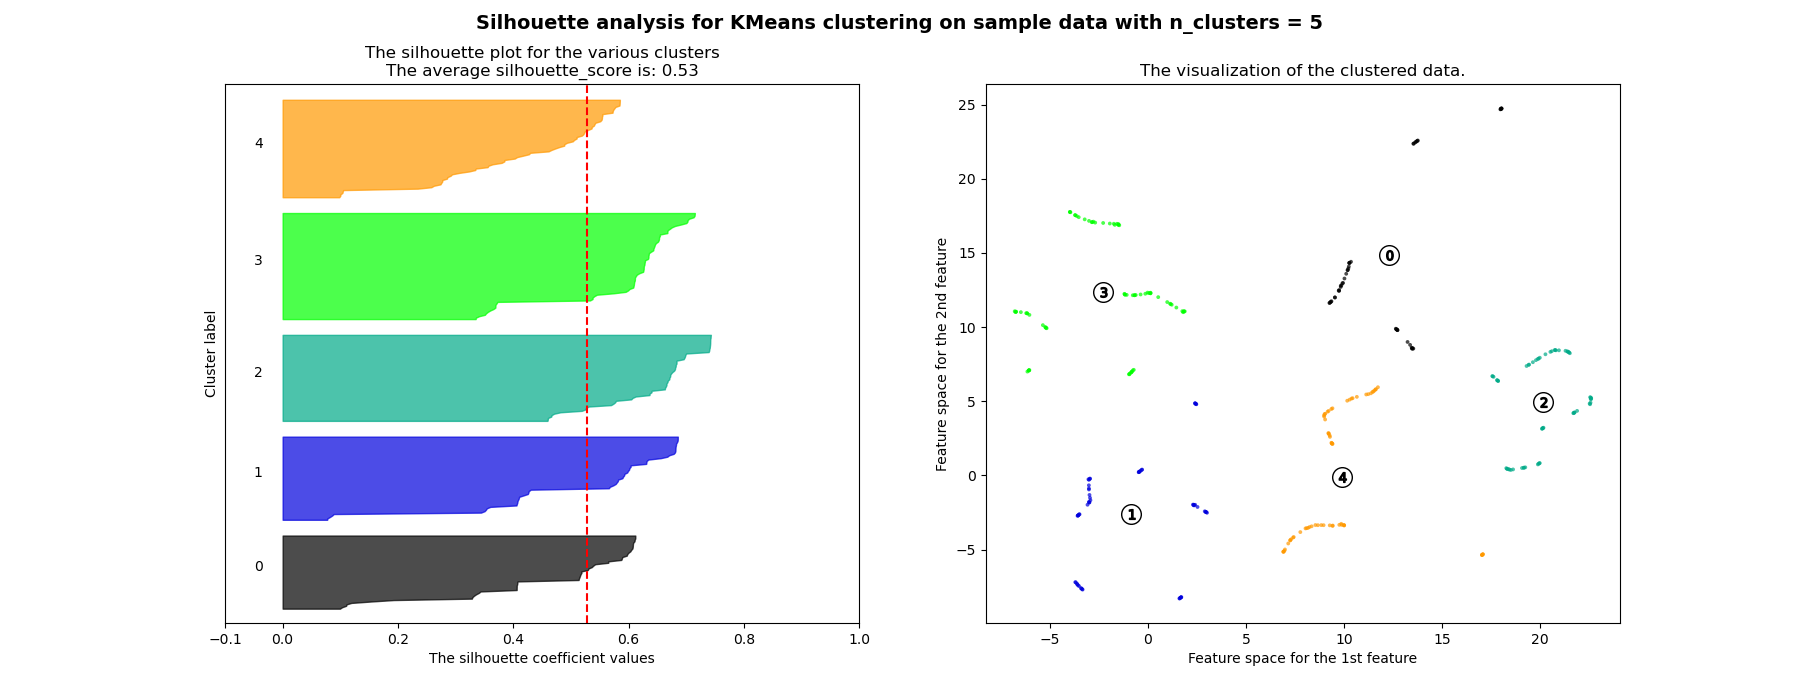 Silhouette analysis for KMeans clustering on sample data with n_clusters = 5
The silhouette plot for the various clusters
The average silhouette_score is: 0.53
Cluster label
4
3
2
1
0
−0.1 0.0 0.2 0.4 0.6 0.8 1.0
The silhouette coefficient values
The visualization of the clustered data.
Feature space for the 2nd feature
25
20
15
10
5
0
−5
0
3
2
4
1
−5 0 5 10 15 20
Feature space for the 1st feature